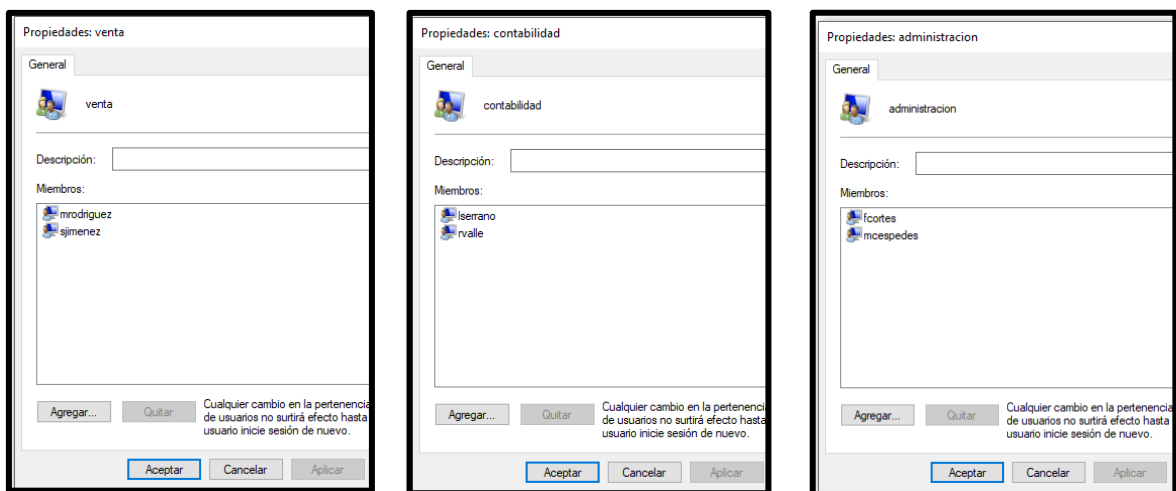 Propiedades: venta
General
venta
Descripción:
Miembros:
mrodriguez
sjimenez
Agregar...
Quitar
Cualquier cambio en la pertenencia
de usuarios no surtirá efecto hasta
usuario inicie sesión de nuevo.
Aceptar
Cancelar
Aplicar
Propiedades: contabilidad
General
contabilidad
Descripción:
Miembros:
lserrano
rvalle
Agregar...
Quitar
Cualquier cambio en la pertenenci
de usuarios no surtirá efecto hasta
usuario inicie sesión de nuevo.
Aceptar
Cancelar
Aplicar
Propiedades: administracion
General
administracion
Descripción:
Miembros:
fcortes
mcespedes
Agregar...
Quitar
Cualquier cambio en la pertenencia
de usuarios no surtirá efecto hasta
usuario inicie sesión de nuevo.
Aceptar
Cancelar
Aplicar